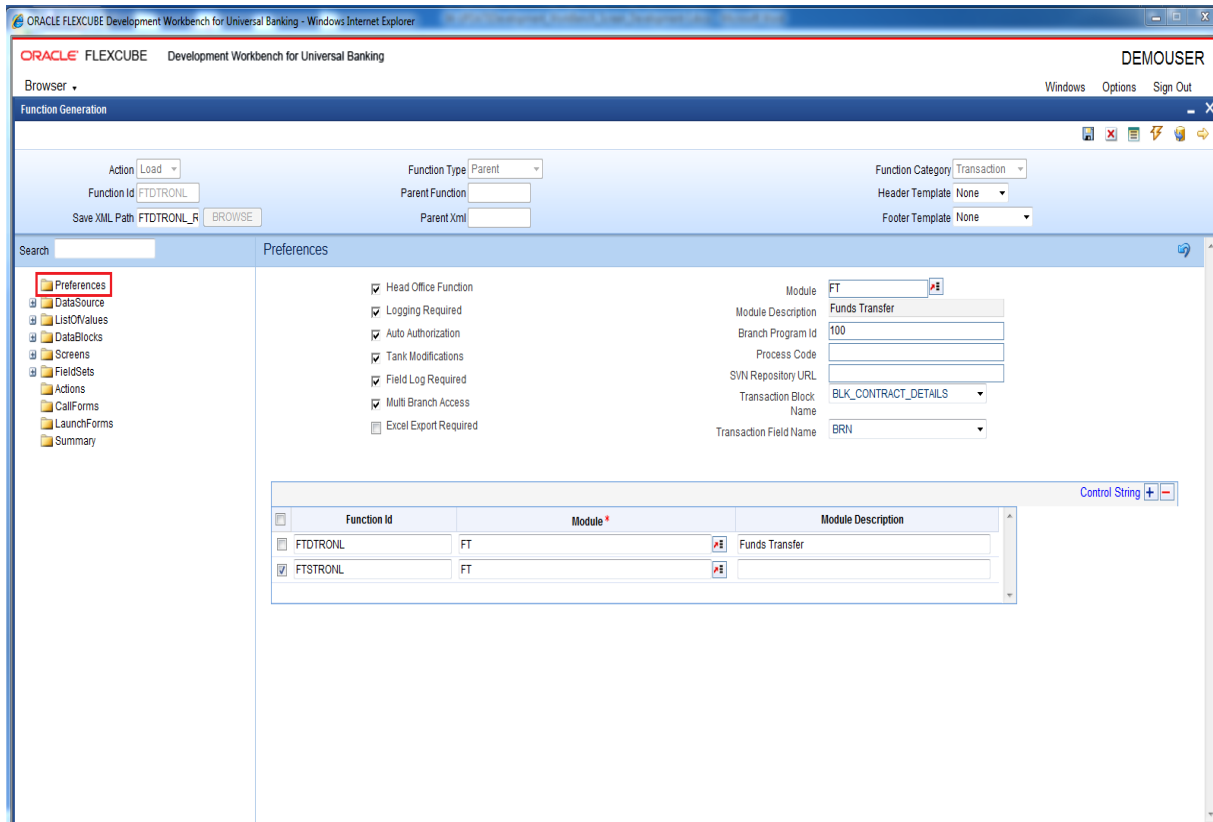 ORACLE FLEXCUBE Development Workbench for Universal Banking - Windows Internet Explorer
ORACLE FLEXCUBE Development Workbench for Universal Banking
DEMOUSER
Browser
Windows Options Sign Out
Function Generation
Action Load Function Type Parent Function Category Transaction
Function Id FTDTRONL Parent Function Header Template None
Save XML Path FTDTRONL_R BROWSE Parent Xml Footer Template None
Search
Preferences
Preferences
DataSource
ListOfValues
DataBlocks
Screens
FieldSets
Actions
CallForms
LaunchForms
Summary
Head Office Function
Logging Required
Auto Authorization
Tank Modifications
Field Log Required
Multi Branch Access
Excel Export Required
Module FT
Module Description Funds Transfer
Branch Program Id 100
Process Code
SVN Repository URL
Transaction Block Name BLK_CONTRACT_DETAILS
Transaction Field Name BRN
Control String + −
Function Id Module * Module Description
FTDTRONL FT Funds Transfer
FTSTRONL FT